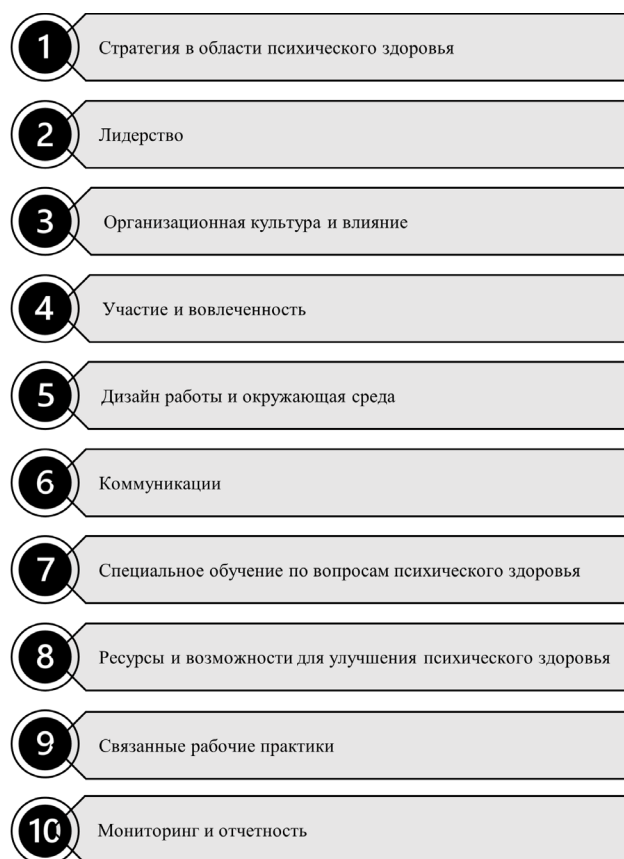 1 Стратегия в области психического здоровья
2 Лидерство
3 Организационная культура и влияние
4 Участие и вовлеченность
5 Дизайн работы и окружающая среда
6 Коммуникации
7 Специальное обучение по вопросам психического здоровья
8 Ресурсы и возможности для улучшения психического здоровья
9 Связанные рабочие практики
10 Мониторинг и отчетность